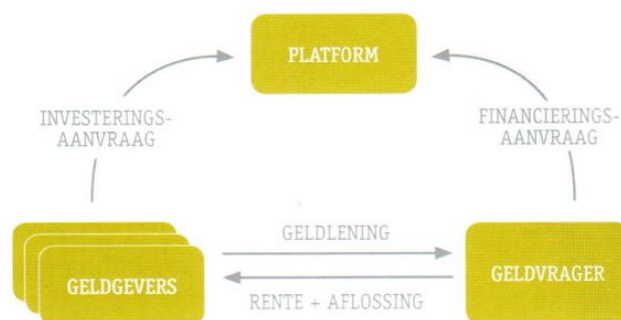 PLATFORM
INVESTERINGS-
AANVRAAG
FINANCIERINGS-
AANVRAAG
GELDLENING
GELDGEVERS
GELDVRAGER
RENTE + AFLOSSING